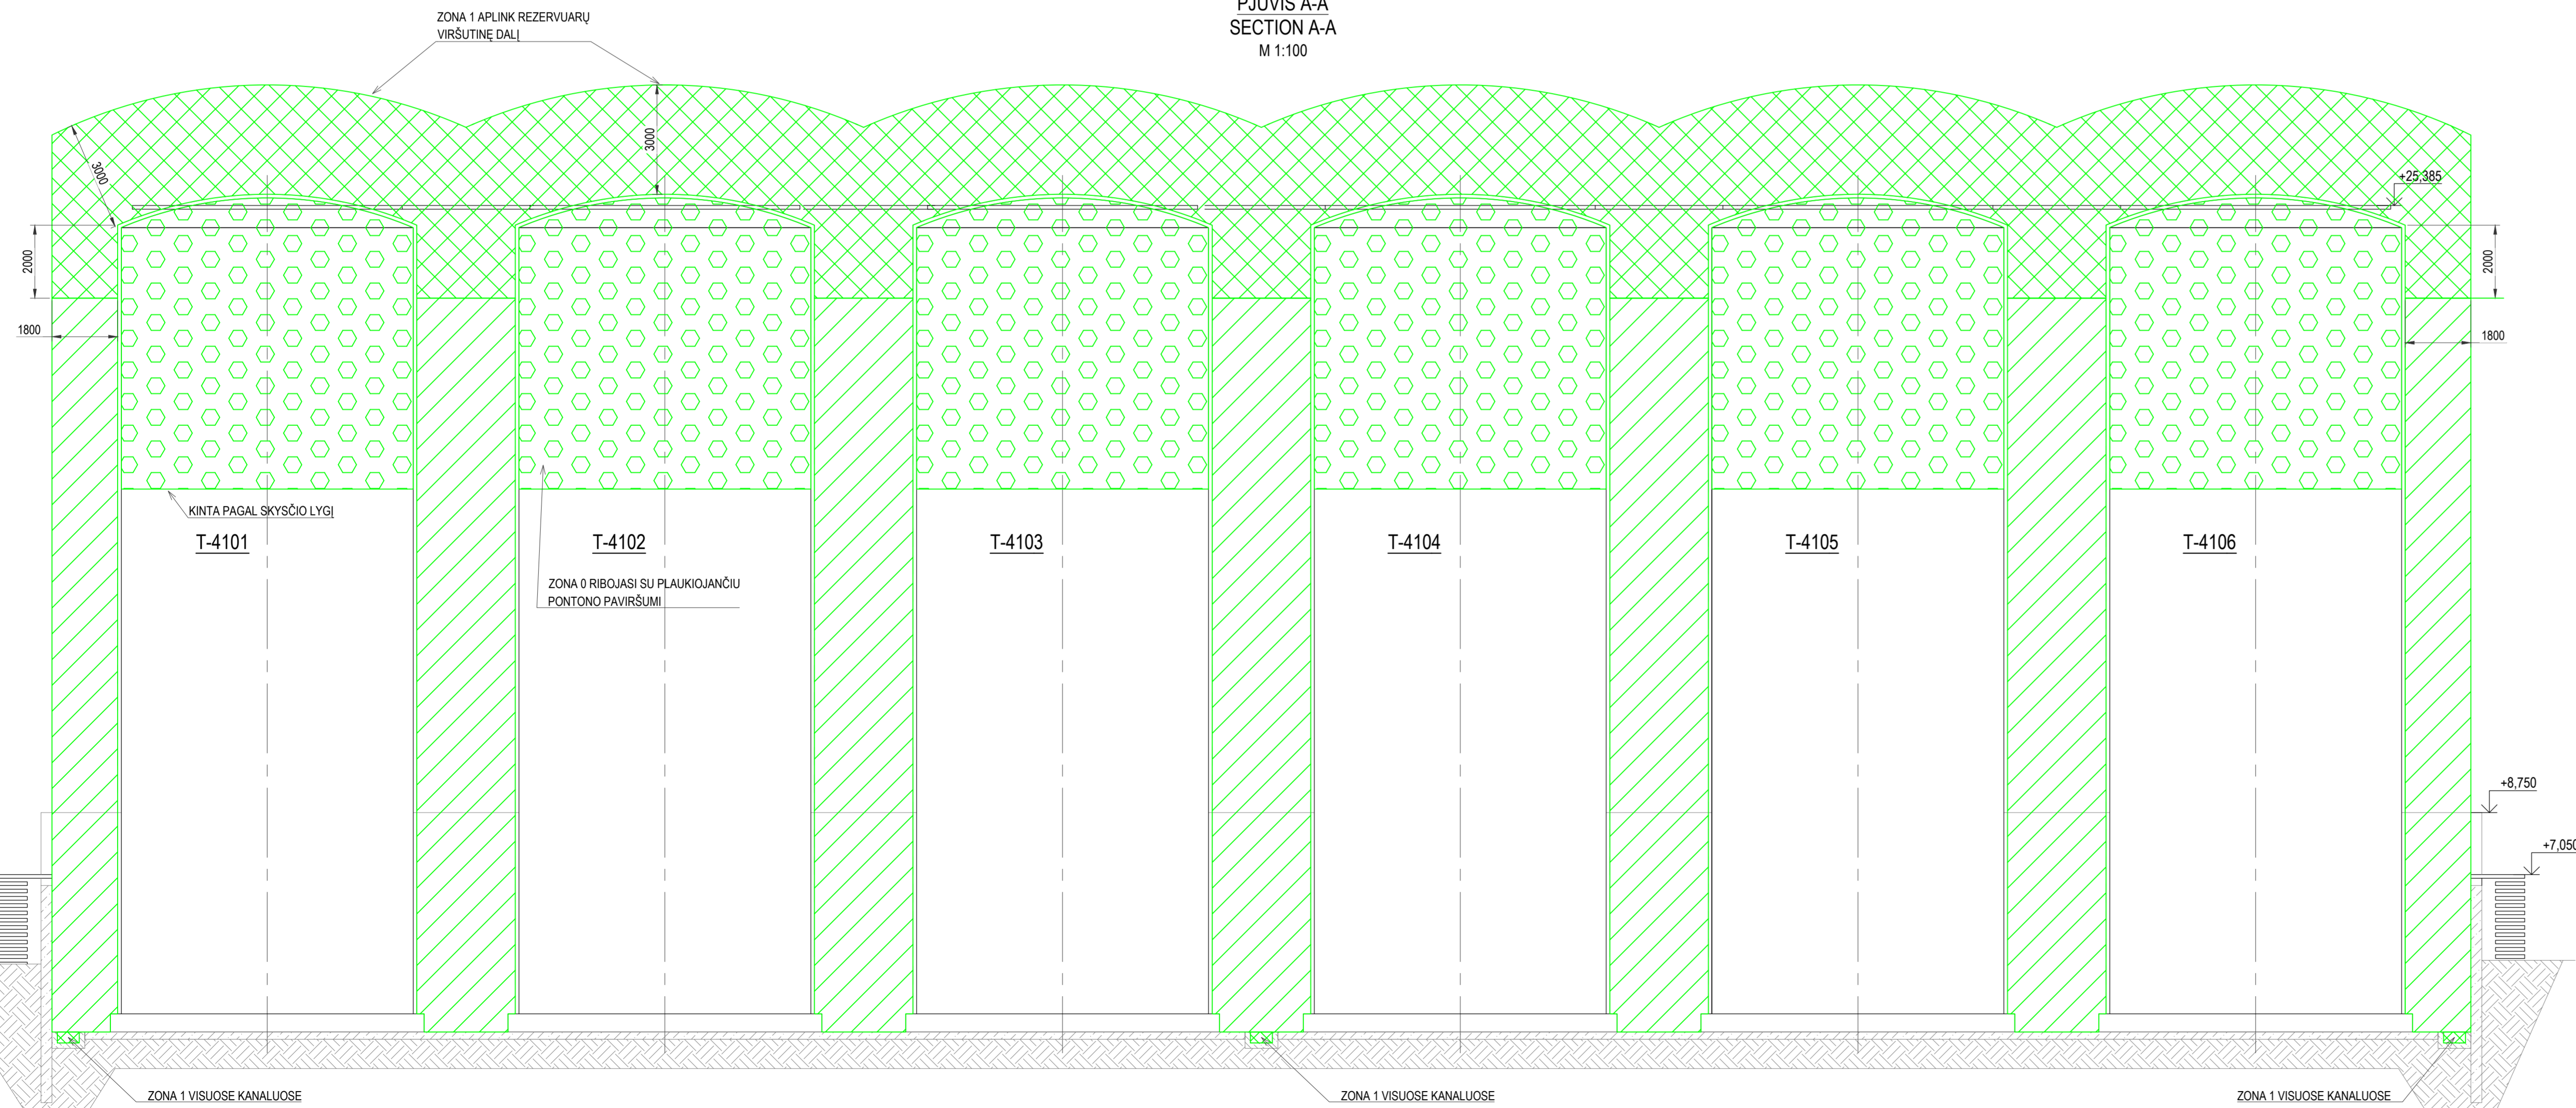 PJŪVIS A-A
SECTION A-A
M 1:100
ZONA 1 APLINK REZERVUARŲ
VIRŠUTINĘ DALĮ
3000
3000
+25,385
2000
2000
1800
1800
KINTA PAGAL SKYSČIO LYGĮ
T-4101
T-4102
T-4103
T-4104
T-4105
T-4106
ZONA 0 RIBOJASI SU PLAUKIOJANČIU
PONTONO PAVIRŠUMI
+8,750
+7,050
ZONA 1 VISUOSE KANALUOSE
ZONA 1 VISUOSE KANALUOSE
ZONA 1 VISUOSE KANALUOSE